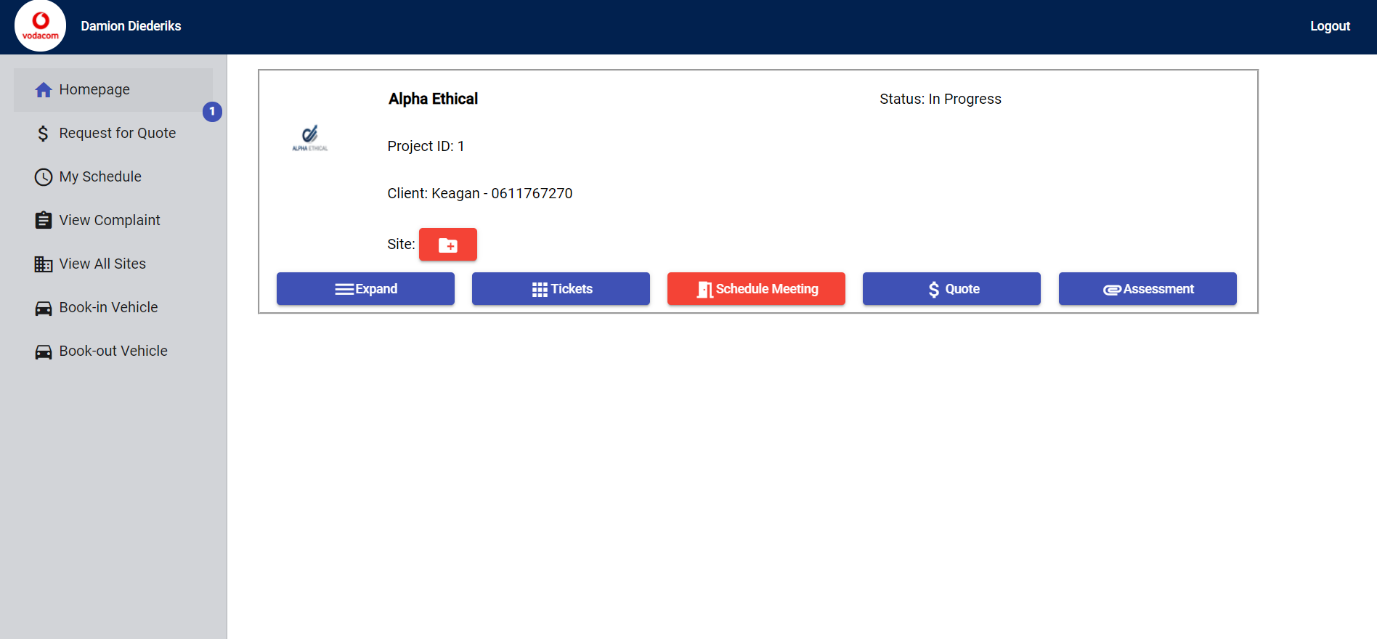 vodacom
Damion Diederiks
Logout
Homepage
1
Request for Quote
My Schedule
View Complaint
View All Sites
Book-in Vehicle
Book-out Vehicle
Alpha Ethical
Status: In Progress
ALPHA ETHICAL
Project ID: 1
Client: Keagan - 0611767270
Site:
Expand
Tickets
Schedule Meeting
Quote
Assessment